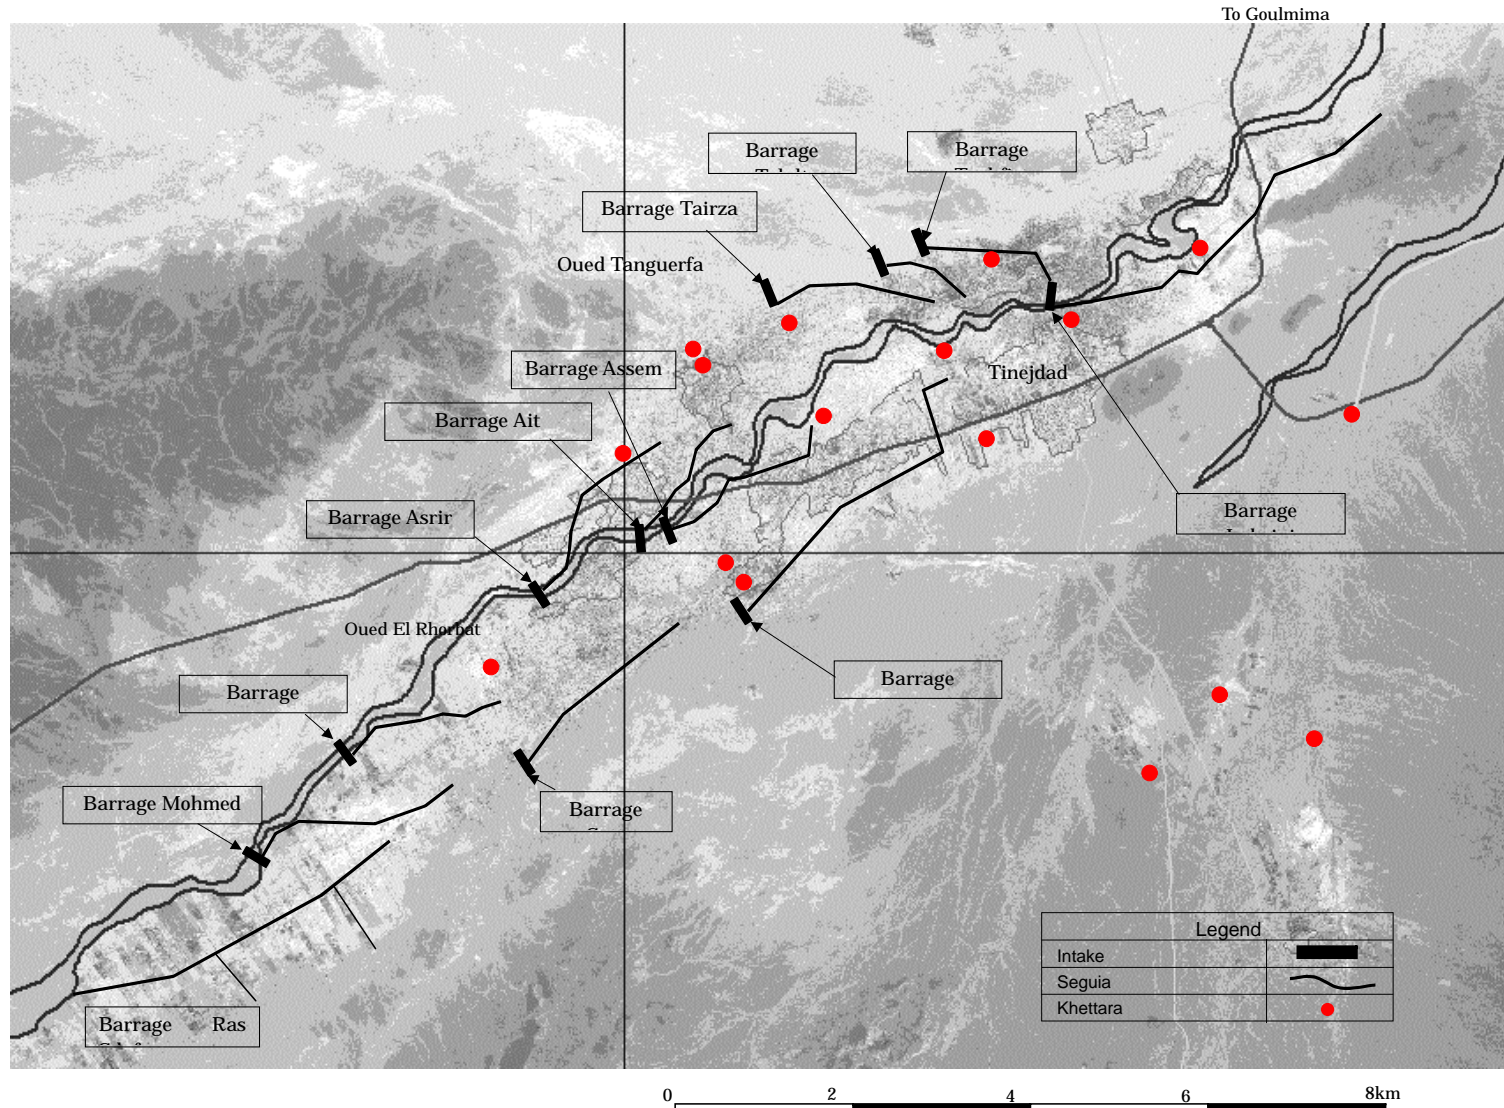 To Goulmima
Barrage
Barrage
Barrage Tairza
Oued Tanguerfa
Barrage Assem
Tinejdad
Barrage Ait
Barrage Asrir
Barrage
Oued El Rhorbat
Barrage
Barrage
Barrage Mohmed
Barrage
Legend
Intake
Seguia
Khettara
Barrage Ras
0 2 4 6 8km